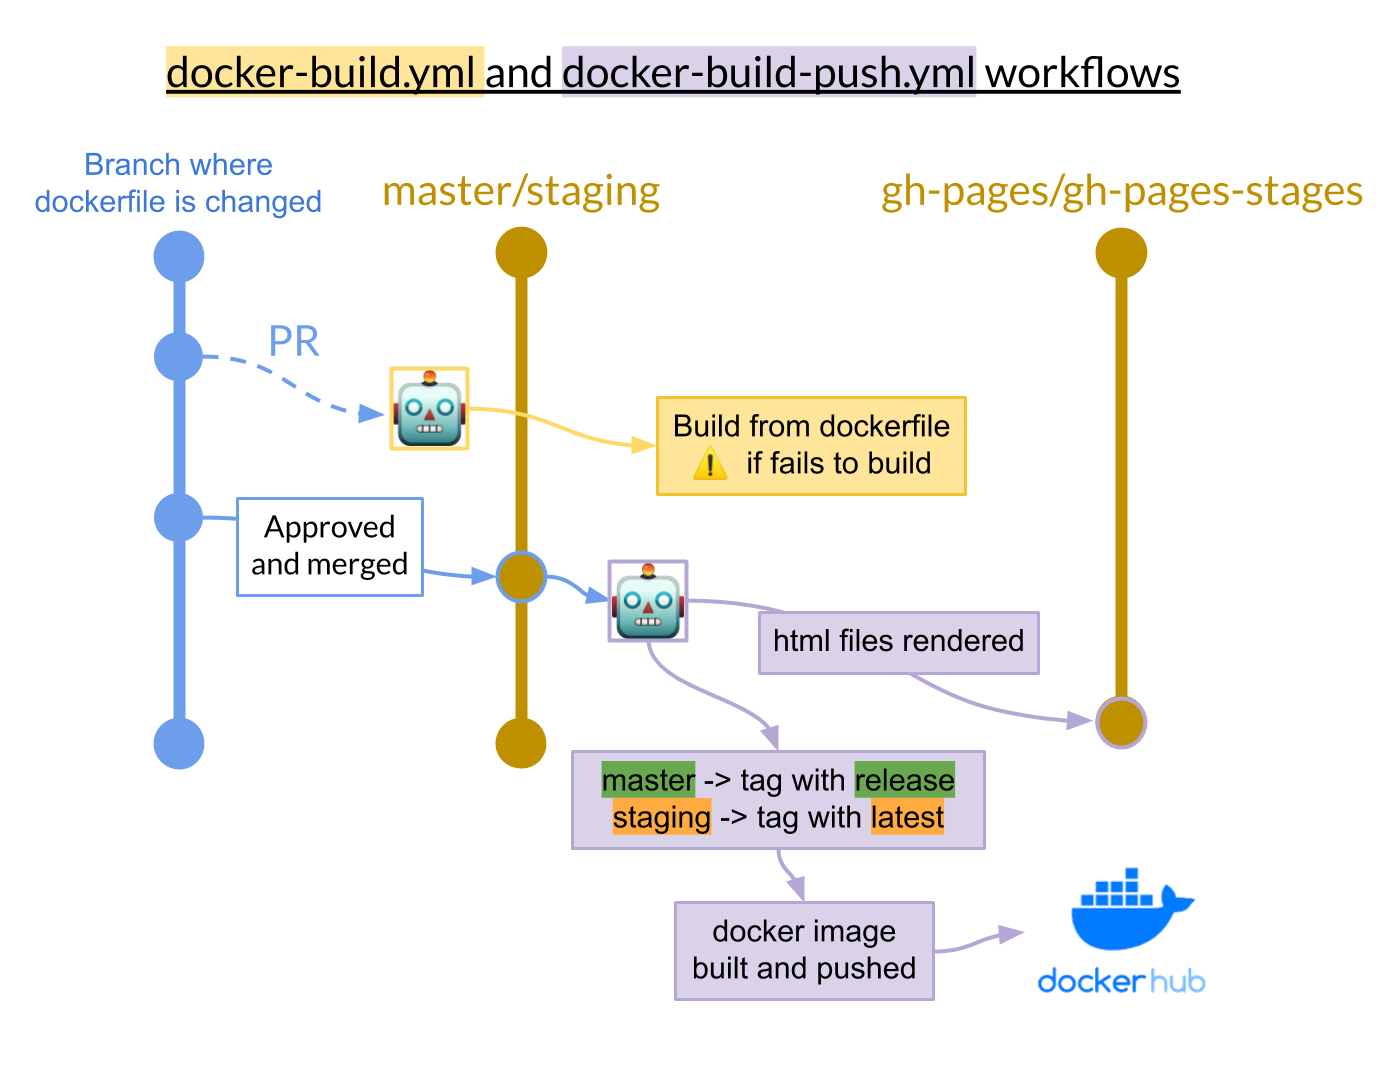 docker-build.yml and docker-build-push.yml workflows
Branch where
dockerfile is changed
master/staging
gh-pages/gh-pages-stages
PR
Build from dockerfile
⚠️ if fails to build
Approved
and merged
html files rendered
master -> tag with release
staging -> tag with latest
docker image
built and pushed
dockerhub